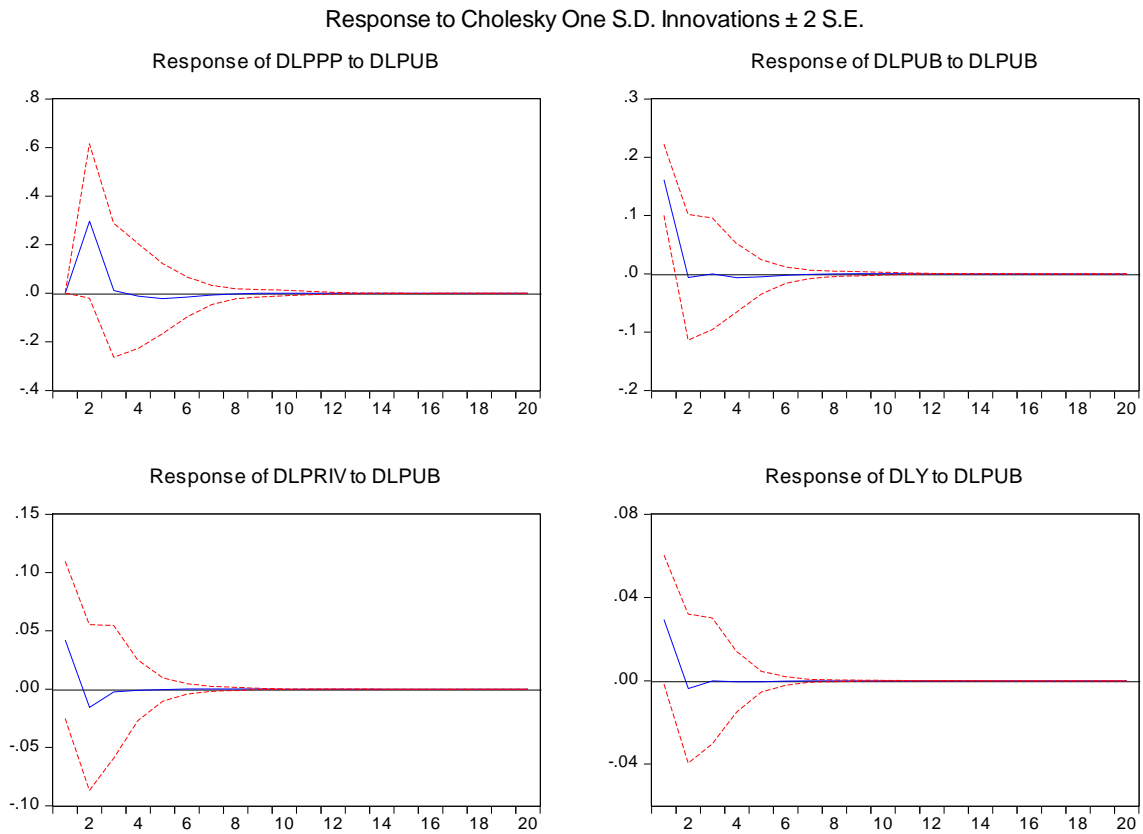 Response to Cholesky One S.D. Innovations ± 2 S.E.
Response of DLPPP to DLPUB
.8
.6
.4
.2
.0
-.2
-.4
2 4 6 8 10 12 14 16 18 20
Response of DLPUB to DLPUB
.3
.2
.1
.0
-.1
-.2
2 4 6 8 10 12 14 16 18 20
Response of DLPRIV to DLPUB
.15
.10
.05
.00
-.05
-.10
2 4 6 8 10 12 14 16 18 20
Response of DLY to DLPUB
.08
.04
.00
-.04
2 4 6 8 10 12 14 16 18 20